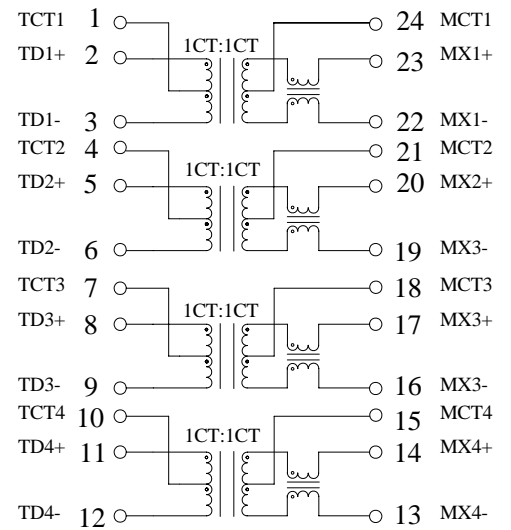 TCT1 1 24 MCT1
1CT:1CT
TD1+ 2 23 MX1+
TD1- 3 22 MX1-
TCT2 4 21 MCT2
1CT:1CT
TD2+ 5 20 MX2+
TD2- 6 19 MX3-
TCT3 7 18 MCT3
1CT:1CT
TD3+ 8 17 MX3+
TD3- 9 16 MX3-
TCT4 10 15 MCT4
1CT:1CT
TD4+ 11 14 MX4+
TD4- 12 13 MX4-